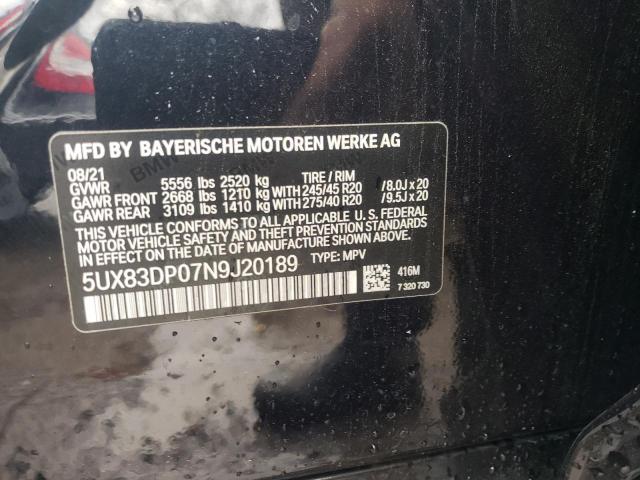 MFD BY BAYERISCHE MOTOREN WERKE AG
08/21 TIRE / RIM
GVWR 5556 lbs 2520 kg
GAWR FRONT 2668 lbs 1210 kg WITH 245/45 R20 /8.0J x 20
GAWR REAR 3109 lbs 1410 kg WITH 275/40 R20 /9.5J x 20
THIS VEHICLE CONFORMS TO ALL APPLICABLE U. S. FEDERAL
MOTOR VEHICLE SAFETY AND THEFT PREVENTION STANDARDS
IN EFFECT ON THE DATE OF MANUFACTURE SHOWN ABOVE.
5UX83DP07N9J20189 TYPE: MPV
416M
7 320 730